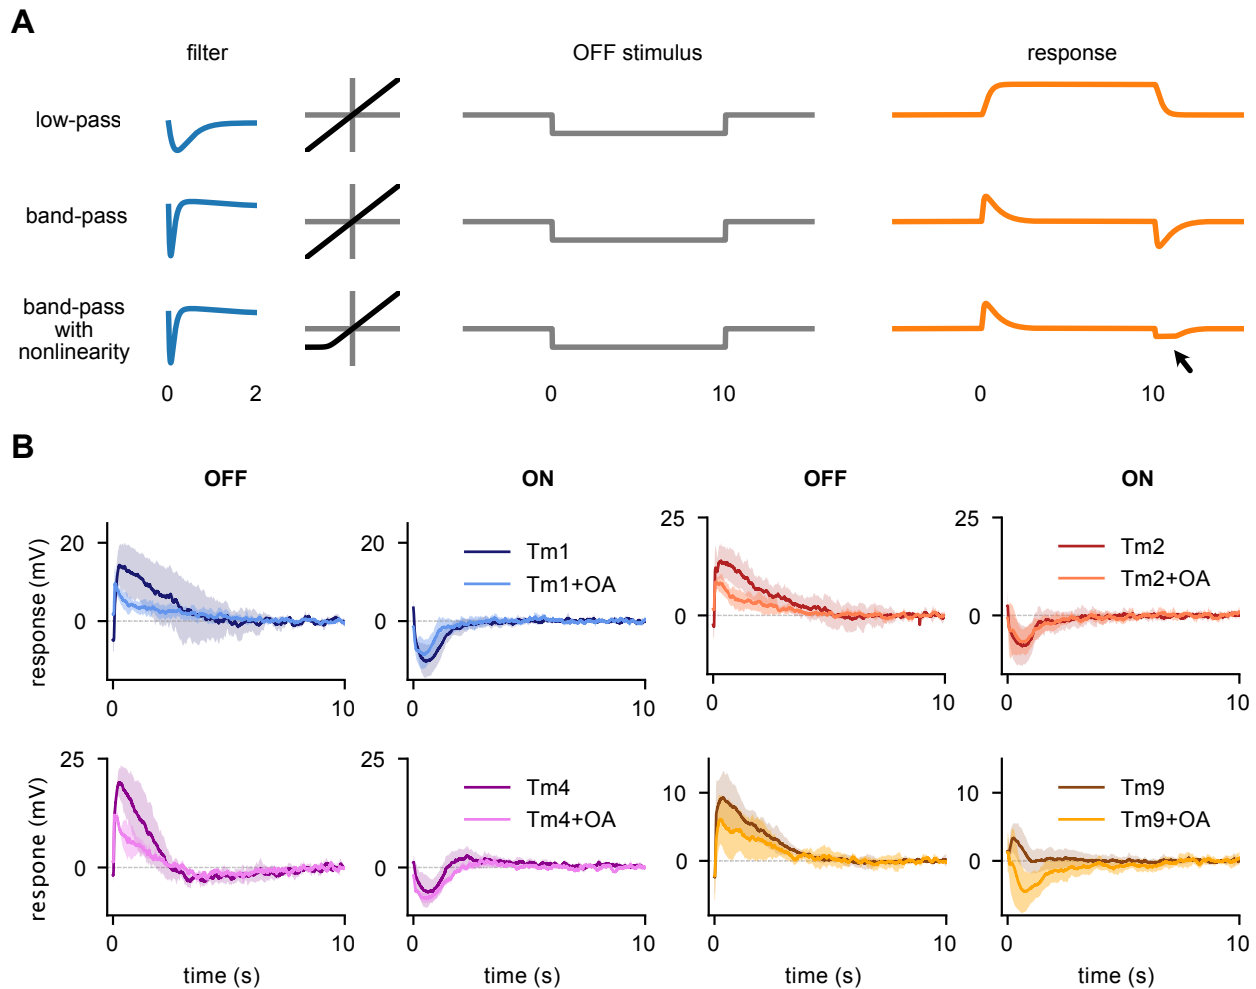 A
filter
OFF stimulus
response
low-pass
band-pass
band-pass
with
nonlinearity
0
2
0
10
0
10
B
OFF
ON
OFF
ON
response (mV)
20
0
0
10
20
0
0
10
Tm1
Tm1+OA
25
0
0
10
25
0
0
10
Tm2
Tm2+OA
respone (mV)
25
0
0
10
time (s)
25
0
0
10
time (s)
Tm4
Tm4+OA
10
0
0
10
time (s)
10
0
0
10
time (s)
Tm9
Tm9+OA